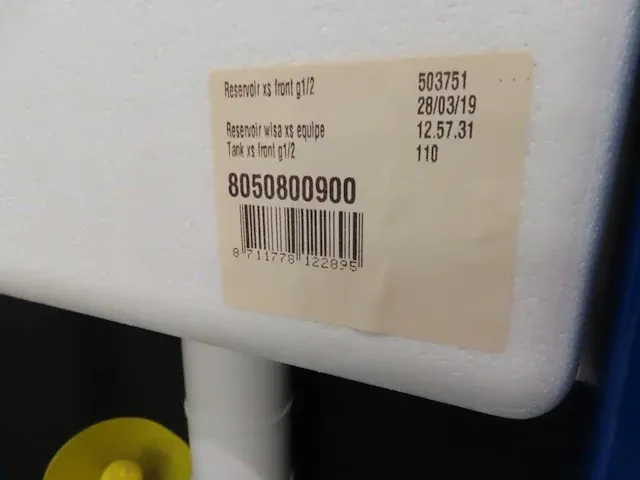 Reservoir xs front g1/2 503751
28/03/19
Reservoir wisa xs equipe 12.57.31
Tank xs front g1/2 110
8050800900
8 711778 122895